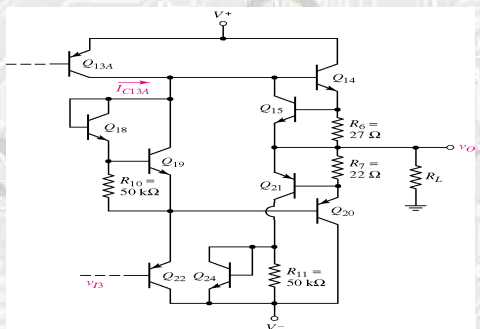 V+
Q13A
IC13A
Q14
Q15
R6 =
27 Ω
Q18
vO
Q19
R7 =
22 Ω
R10 =
50 kΩ
Q21
RL
Q20
Q22
Q24
R11 =
50 kΩ
vI3
V−